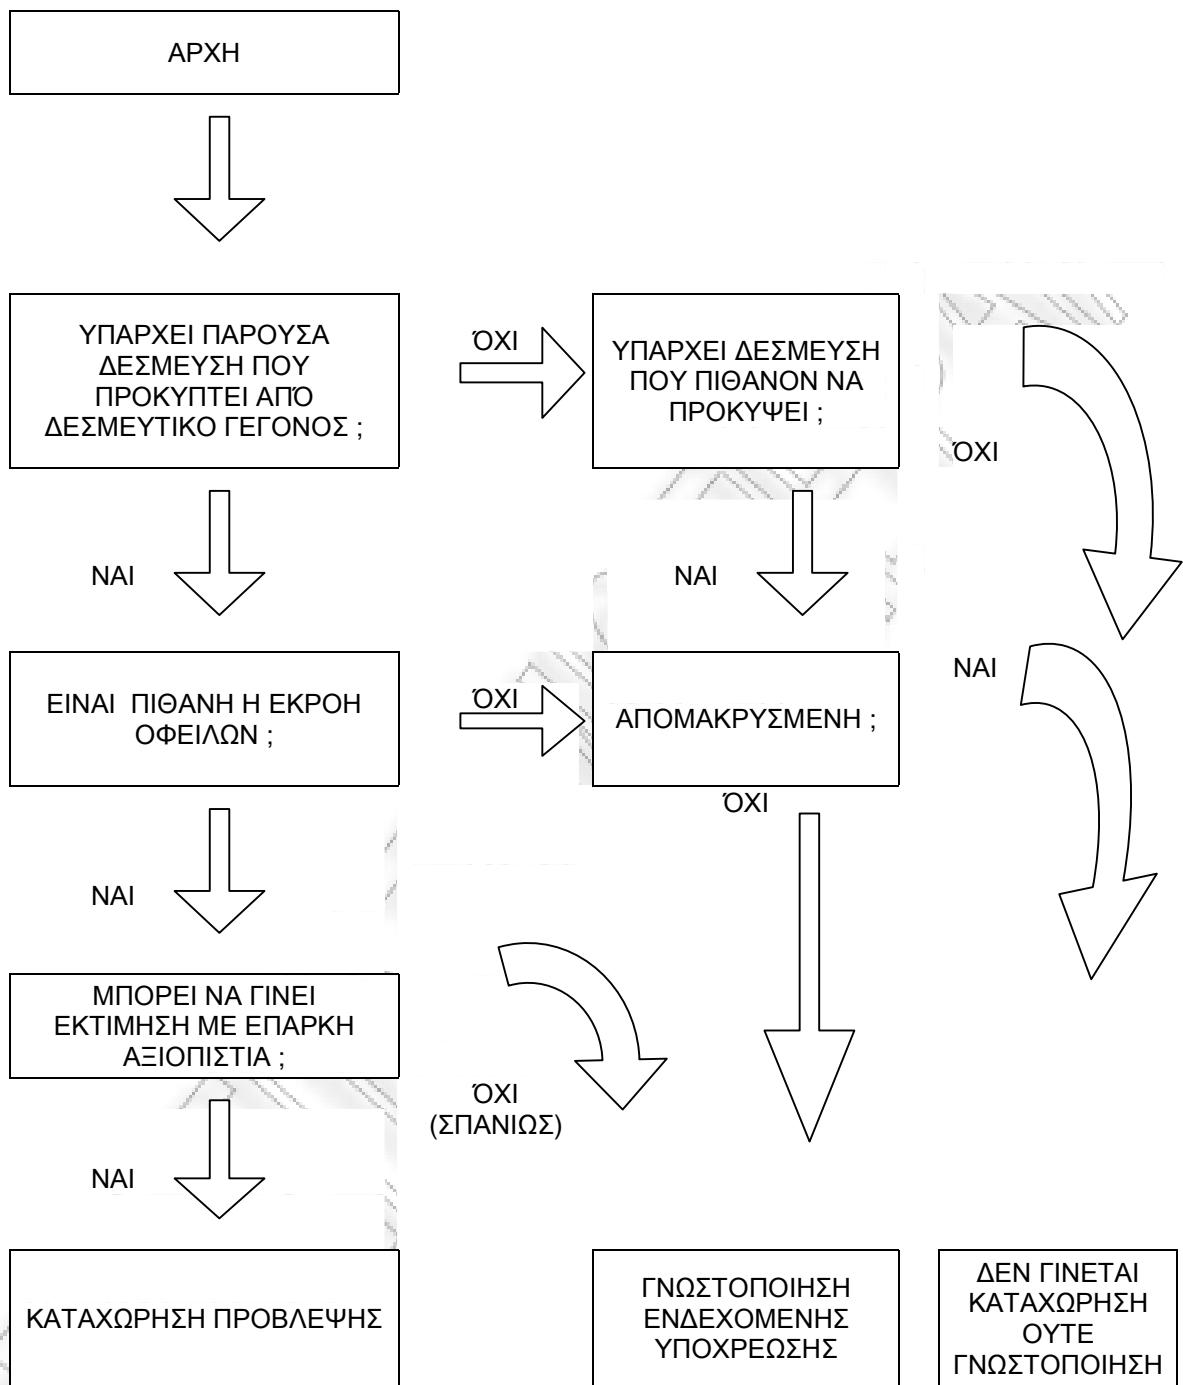 ΑΡΧΗ
ΥΠΑΡΧΕΙ ΠΑΡΟΥΣΑ
ΔΕΣΜΕΥΣΗ ΠΟΥ
ΠΡΟΚΥΠΤΕΙ ΑΠΌ
ΔΕΣΜΕΥΤΙΚΟ ΓΕΓΟΝΟΣ ;
ΌΧΙ
ΥΠΑΡΧΕΙ ΔΕΣΜΕΥΣΗ
ΠΟΥ ΠΙΘΑΝΟΝ ΝΑ
ΠΡΟΚΥΨΕΙ ;
ΌΧΙ
ΝΑΙ
ΝΑΙ
ΕΙΝΑΙ ΠΙΘΑΝΗ Η ΕΚΡΟΗ
ΟΦΕΙΛΩΝ ;
ΌΧΙ
ΑΠΟΜΑΚΡΥΣΜΕΝΗ ;
ΝΑΙ
ΌΧΙ
ΝΑΙ
ΜΠΟΡΕΙ ΝΑ ΓΙΝΕΙ
ΕΚΤΙΜΗΣΗ ΜΕ ΕΠΑΡΚΗ
ΑΞΙΟΠΙΣΤΙΑ ;
ΌΧΙ
(ΣΠΑΝΙΩΣ)
ΝΑΙ
ΚΑΤΑΧΩΡΗΣΗ ΠΡΟΒΛΕΨΗΣ
ΓΝΩΣΤΟΠΟΙΗΣΗ
ΕΝΔΕΧΟΜΕΝΗΣ
ΥΠΟΧΡΕΩΣΗΣ
ΔΕΝ ΓΙΝΕΤΑΙ
ΚΑΤΑΧΩΡΗΣΗ
ΟΥΤΕ
ΓΝΩΣΤΟΠΟΙΗΣΗ